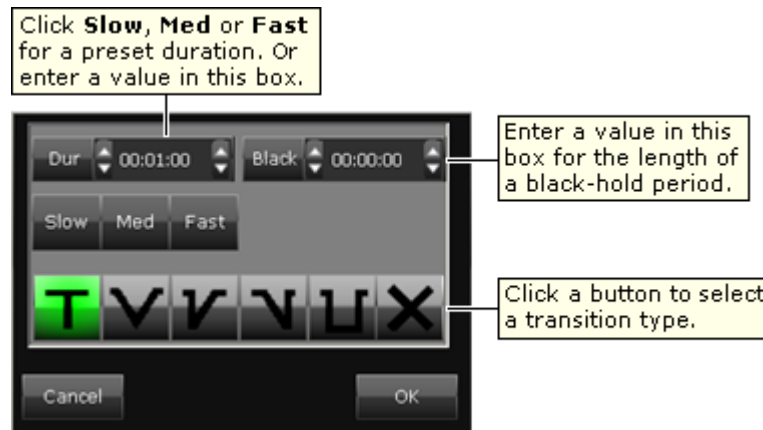 Click Slow, Med or Fast
for a preset duration. Or
enter a value in this box.
Dur 00:01:00 Black 00:00:00
Enter a value in this
box for the length of
a black-hold period.
Slow Med Fast
Click a button to select
a transition type.
Cancel OK